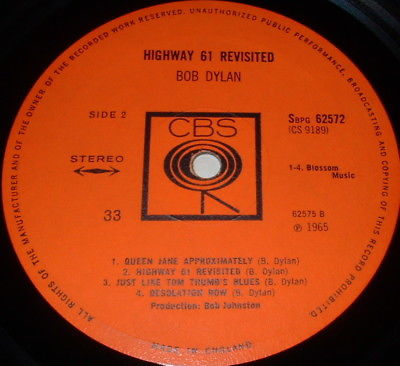 ALL RIGHTS OF THE MANUFACTURER AND OF THE OWNER OF THE RECORDED WORK RESERVED. UNAUTHORIZED PUBLIC PERFORMANCE, BROADCASTING AND COPYING OF THIS RECORD PROHIBITED.
HIGHWAY 61 REVISITED
BOB DYLAN
SIDE 2
SBPG 62572
(CS 9189)
CBS
STEREO
1-4. Blossom
Music
33
62575 B
℗ 1965
1. QUEEN JANE APPROXIMATELY (B. Dylan)
2. HIGHWAY 61 REVISITED (B. Dylan)
3. JUST LIKE TOM THUMB'S BLUES (B. Dylan)
4. DESOLATION ROW (B. Dylan)
Production: Bob Johnston
MADE IN ENGLAND